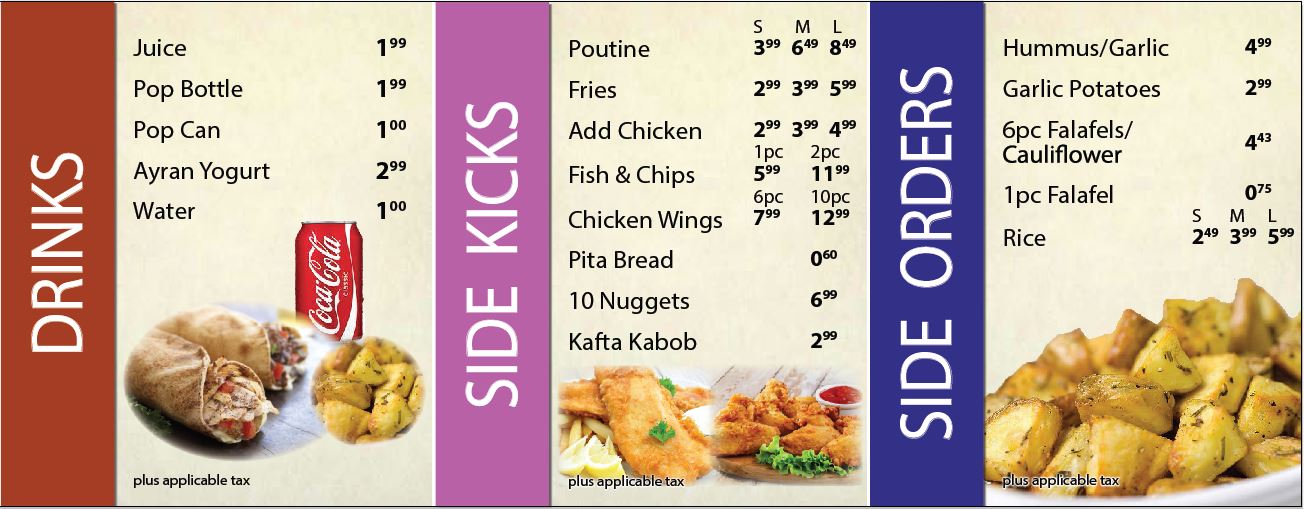 DRINKS
Juice 1.99
Pop Bottle 1.99
Pop Can 1.00
Ayran Yogurt 2.99
Water 1.00
Coca-Cola
CLASSIC
plus applicable tax
SIDE KICKS
S M L
Poutine 3.99 6.49 8.49
Fries 2.99 3.99 5.99
Add Chicken 2.99 3.99 4.99
1pc 2pc
Fish & Chips 5.99 11.99
6pc 10pc
Chicken Wings 7.99 12.99
Pita Bread 0.60
10 Nuggets 6.99
Kafta Kabob 2.99
plus applicable tax
SIDE ORDERS
Hummus/Garlic 4.99
Garlic Potatoes 2.99
6pc Falafels/
Cauliflower 4.43
1pc Falafel 0.75
S M L
Rice 2.49 3.99 5.99
plus applicable tax